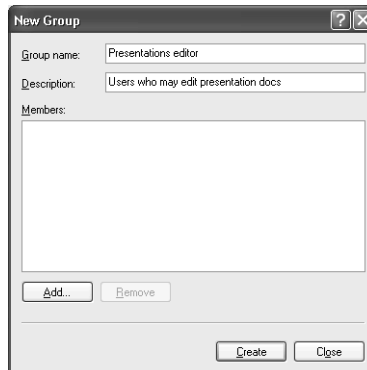 New Group
Group name: Presentations editor
Description: Users who may edit presentation docs
Members:
Add... Remove
Create Close